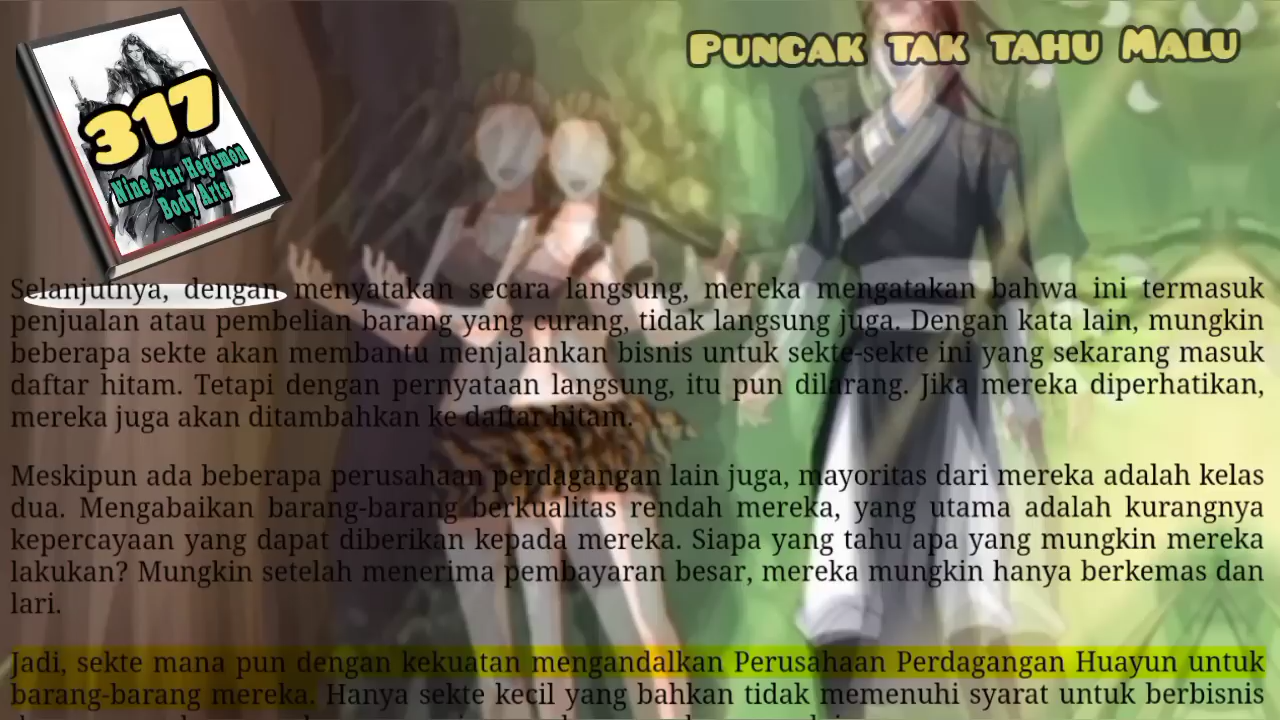 Puncak tak tahu Malu
317
Nine Star Hegemon
Body Arts
Selanjutnya, dengan menyatakan secara langsung, mereka mengatakan bahwa ini termasuk
penjualan atau pembelian barang yang curang, tidak langsung juga. Dengan kata lain, mungkin
beberapa sekte akan membantu menjalankan bisnis untuk sekte-sekte ini yang sekarang masuk
daftar hitam. Tetapi dengan pernyataan langsung, itu pun dilarang. Jika mereka diperhatikan,
mereka juga akan ditambahkan ke daftar hitam.
Meskipun ada beberapa perusahaan perdagangan lain juga, mayoritas dari mereka adalah kelas
dua. Mengabaikan barang-barang berkualitas rendah mereka, yang utama adalah kurangnya
kepercayaan yang dapat diberikan kepada mereka. Siapa yang tahu apa yang mungkin mereka
lakukan? Mungkin setelah menerima pembayaran besar, mereka mungkin hanya berkemas dan
lari.
Jadi, sekte mana pun dengan kekuatan mengandalkan Perusahaan Perdagangan Huayun untuk
barang-barang mereka. Hanya sekte kecil yang bahkan tidak memenuhi syarat untuk berbisnis